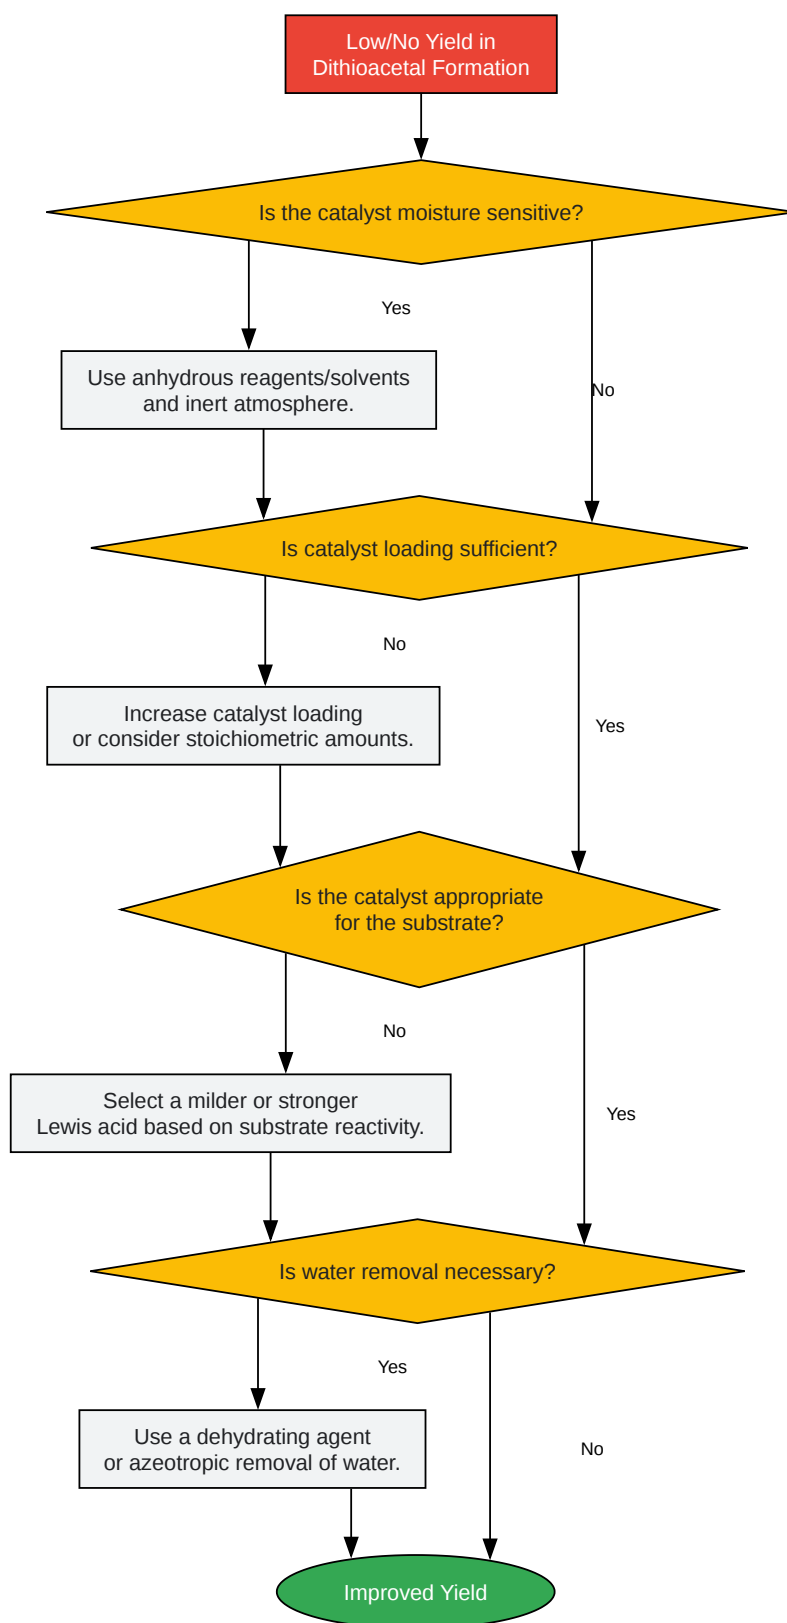 Low/No Yield in
Dithioacetal Formation
Is the catalyst moisture sensitive?
Yes
Use anhydrous reagents/solvents
and inert atmosphere.
No
Is catalyst loading sufficient?
No
Increase catalyst loading
or consider stoichiometric amounts.
Yes
Is the catalyst appropriate
for the substrate?
No
Select a milder or stronger
Lewis acid based on substrate reactivity.
Yes
Is water removal necessary?
Yes
Use a dehydrating agent
or azeotropic removal of water.
No
Improved Yield